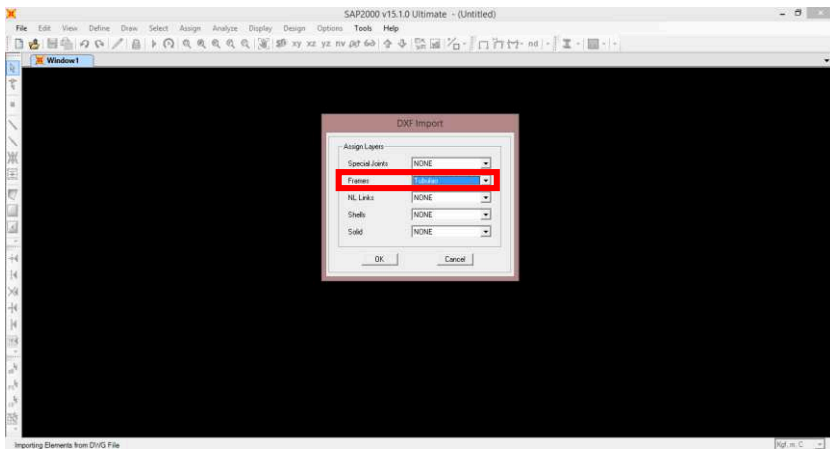 SAP2000 v15.1.0 Ultimate - (Untitled)
File Edit View Define Draw Select Assign Analyze Display Design Options Tools Help
xy xz yz nv nd
Window1
DXF Import
Assign Layers
Special Joints NONE
Frames
NL Links NONE
Shells NONE
Solid NONE
OK Cancel
Importing Elements from DWG File
Kgf, m, C